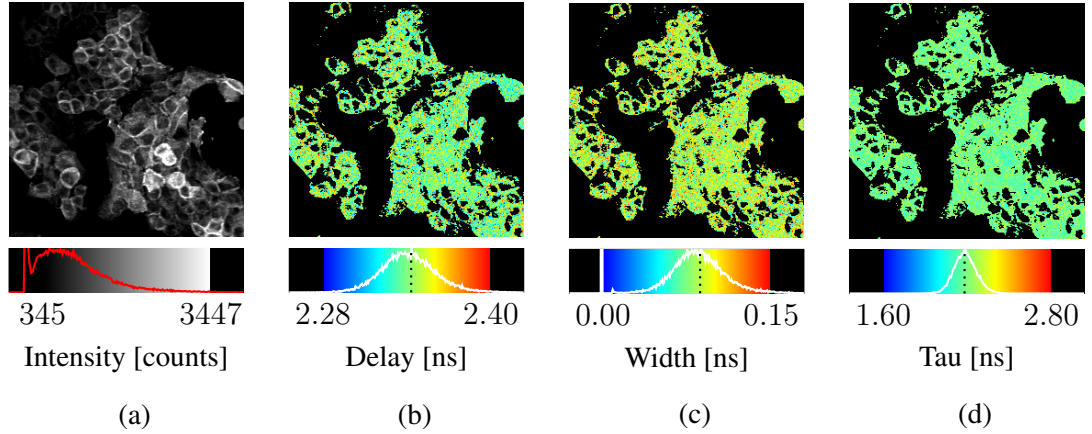 345 3447 2.28 2.40 0.00 0.15 1.60 2.80
Intensity [counts] Delay [ns] Width [ns] Tau [ns]
(a) (b) (c) (d)